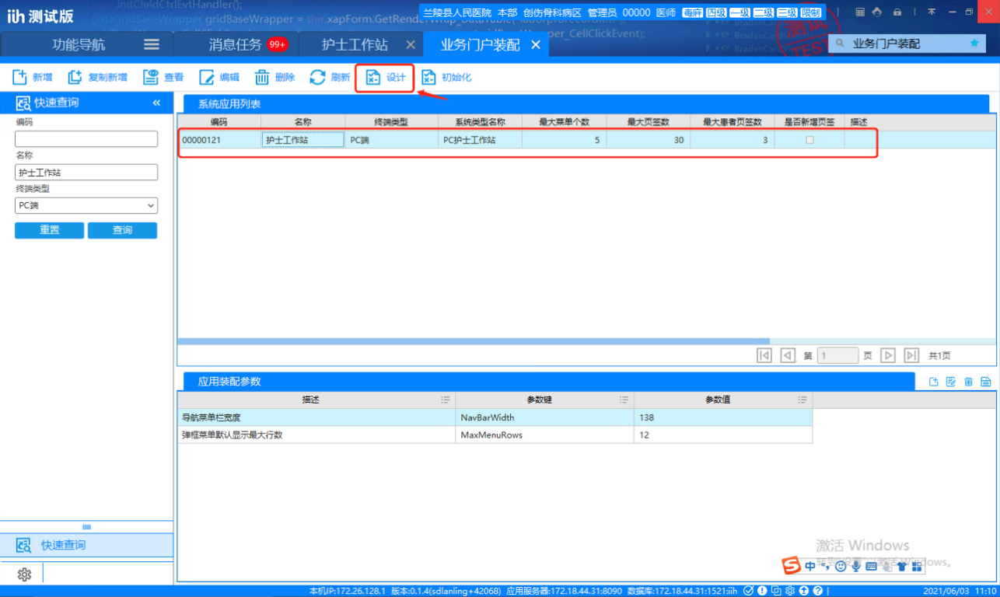 .InitChildCtrlEvtHandler();
iih 测试版
兰陵县人民医院 本部 创伤骨科病区 管理员 00000 医师 毒麻 四级 一级 二级 三级 限制
gridBaseWrapper = this.xapForm.GetRender
_CellClickEvent);
功能导航
消息任务 99+
护士工作站
业务门户装配
业务门户装配
TEST
新增 复制新增 查看 编辑 删除 刷新 设计 初始化
快速查询
编码
名称
护士工作站
终端类型
PC端
重置 查询
系统应用列表
编码 名称 终端类型 系统类型名称 最大菜单个数 最大页签数 最大患者页签数 是否新增页签 描述
00000121 护士工作站 PC端 PC护士工作站 5 30 3
第 1 页 共1页
应用装配参数
描述 参数键 参数值
导航菜单栏宽度 NavBarWidth 138
弹框菜单默认显示最大行数 MaxMenuRows 12
快速查询
激活 Windows
中
本机IP:172.26.128.1 版本:0.1.4(sdlanling+42068) 应用服务器:172.18.44.31:8090 数据库:172.18.44.31:1521:iih
2021/06/03 11:10